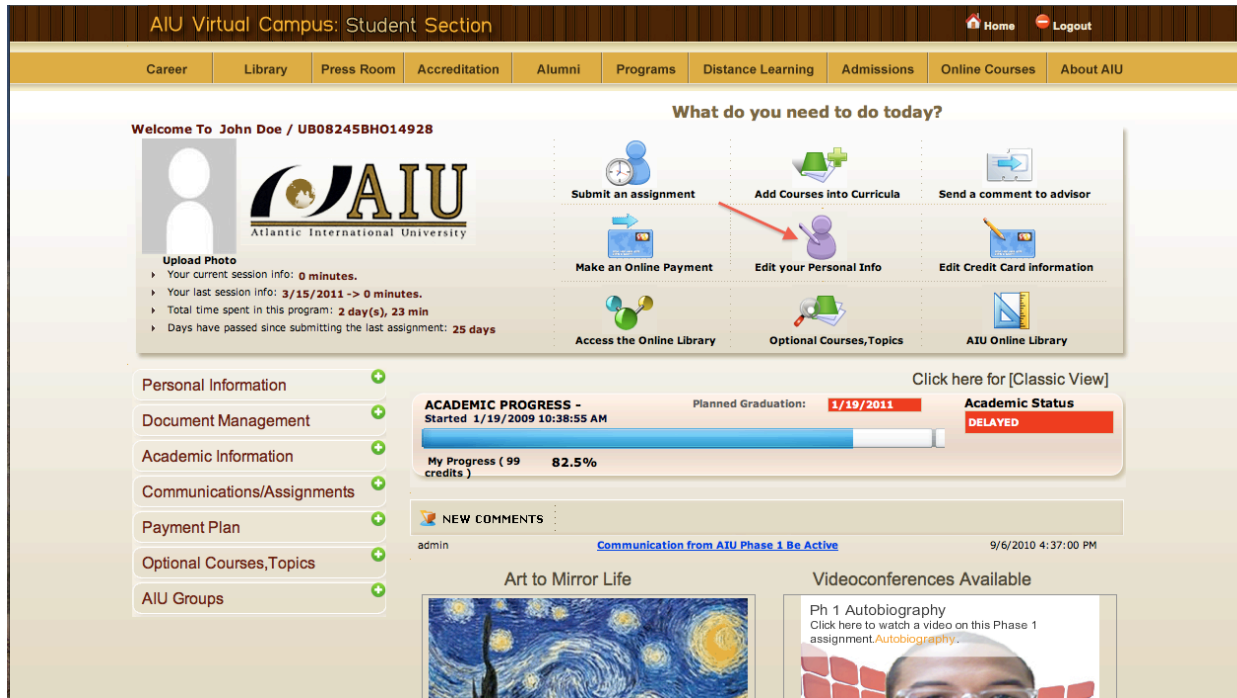 AIU Virtual Campus: Student Section
Home
Logout
Career
Library
Press Room
Accreditation
Alumni
Programs
Distance Learning
Admissions
Online Courses
About AIU
What do you need to do today?
Welcome To John Doe / UB08245BHO14928
AIU
Atlantic International University
Upload Photo
Your current session info: 0 minutes.
Your last session info: 3/15/2011 -> 0 minutes.
Total time spent in this program: 2 day(s), 23 min
Days have passed since submitting the last assignment: 25 days
Submit an assignment
Add Courses into Curricula
Send a comment to advisor
Make an Online Payment
Edit your Personal Info
Edit Credit Card information
Access the Online Library
Optional Courses,Topics
AIU Online Library
Personal Information
Document Management
Academic Information
Communications/Assignments
Payment Plan
Optional Courses,Topics
AIU Groups
Click here for [Classic View]
ACADEMIC PROGRESS -
Started 1/19/2009 10:38:55 AM
Planned Graduation:
1/19/2011
Academic Status
DELAYED
My Progress ( 99
credits )
82.5%
NEW COMMENTS
admin
Communication from AIU Phase 1 Be Active
9/6/2010 4:37:00 PM
Art to Mirror Life
Videoconferences Available
Ph 1 Autobiography
Click here to watch a video on this Phase 1
assignment.Autobiography.